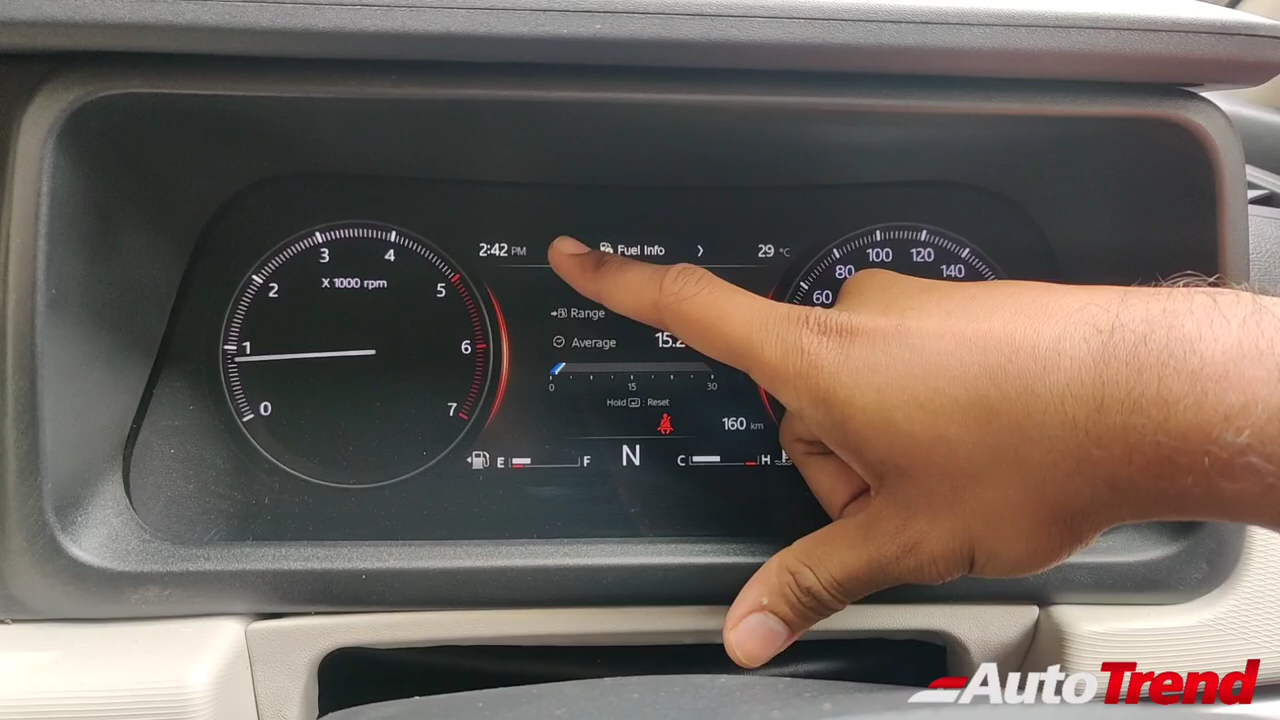 2:42 PM Fuel Info > 29 °C
0 1 2 3 4 5 6 7
X 1000 rpm
60 80 100 120 140
Range
Average 15.2
0 15 30
Hold : Reset
160 km
E F N C H
AutoTrend